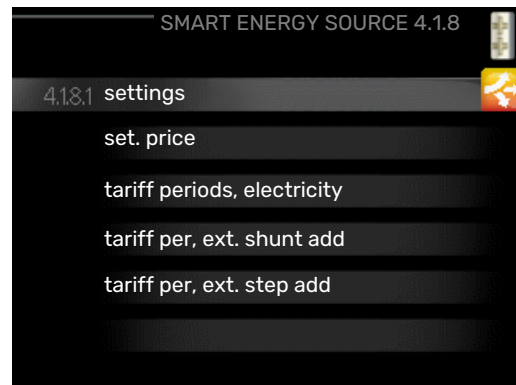 SMART ENERGY SOURCE 4.1.8
4.1.8.1 settings
set. price
tariff periods, electricity
tariff per, ext. shunt add
tariff per, ext. step add